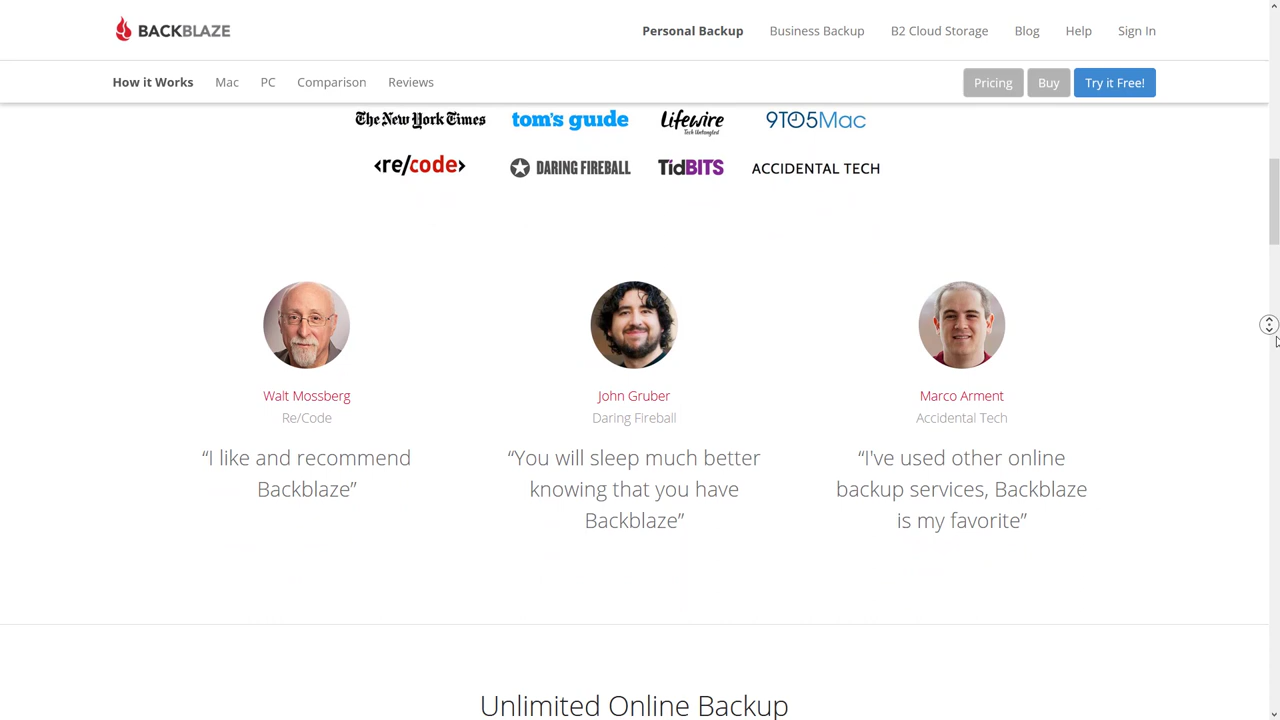 BACKBLAZE
Personal Backup Business Backup B2 Cloud Storage Blog Help Sign In
How it Works Mac PC Comparison Reviews Pricing Buy Try it Free!
The New York Times tom's guide Lifewire Tech Untangled 9TO5Mac
<re/code> DARING FIREBALL TidBITS ACCIDENTAL TECH
Walt Mossberg
Re/Code
“I like and recommend
Backblaze”
John Gruber
Daring Fireball
“You will sleep much better
knowing that you have
Backblaze”
Marco Arment
Accidental Tech
“I've used other online
backup services, Backblaze
is my favorite”
Unlimited Online Backup